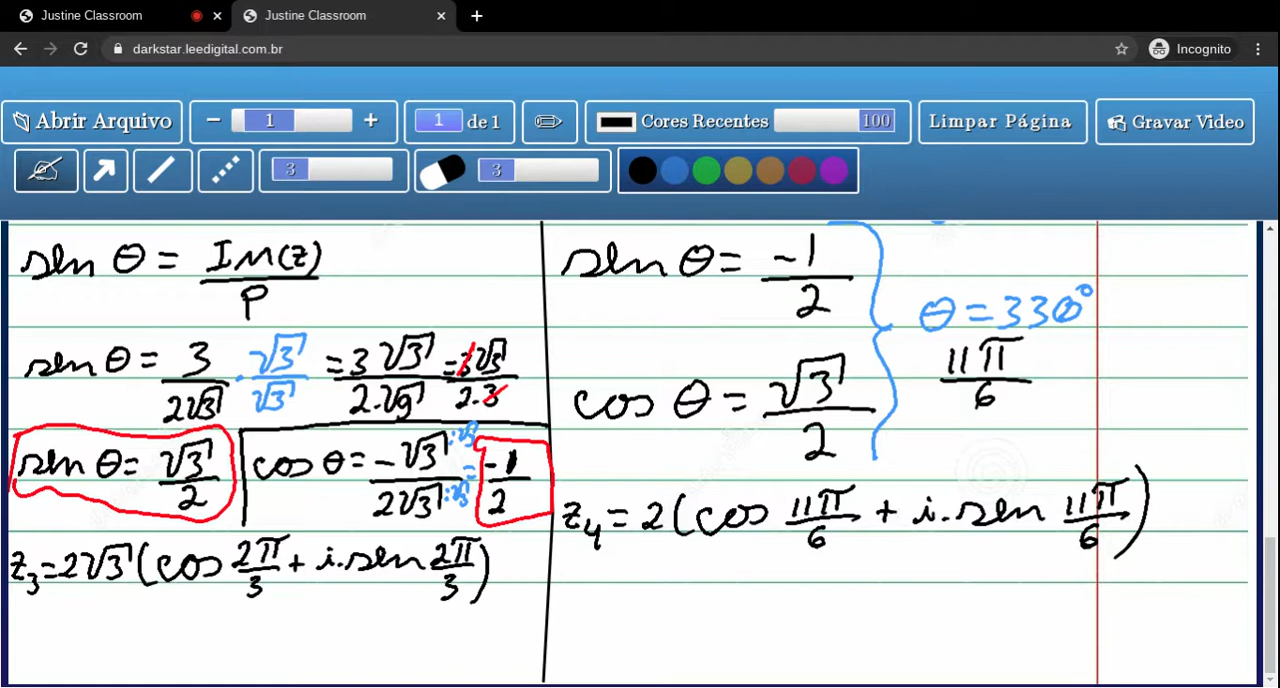 Justine Classroom
Justine Classroom
darkstar.leedigital.com.br
Incognito
Abrir Arquivo
− 1 +
1 de 1
Cores Recentes 100
Limpar Página
Gravar Video
3
3
sen θ = Im(z)/ρ
sen θ = 3/2√3 · √3/√3 = 3√3/2.√9 = 3√3/2.3
sen θ = √3/2
cos θ = -√3/2√3 :√3/:√3 = -1/2
z₃ = 2√3 (cos 2π/3 + i.sen 2π/3)
sen θ = -1/2
cos θ = √3/2
θ = 330°
11π/6
z₄ = 2 (cos 11π/6 + i.sen 11π/6)